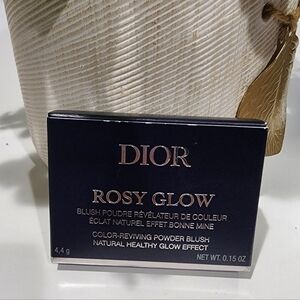 DIOR
ROSY GLOW
BLUSH POUDRE RÉVÉLATEUR DE COULEUR
ÉCLAT NATUREL EFFET BONNE MINE
COLOR-REVIVING POWDER BLUSH
NATURAL HEALTHY GLOW EFFECT
4,4 g
NET WT. 0.15 OZ